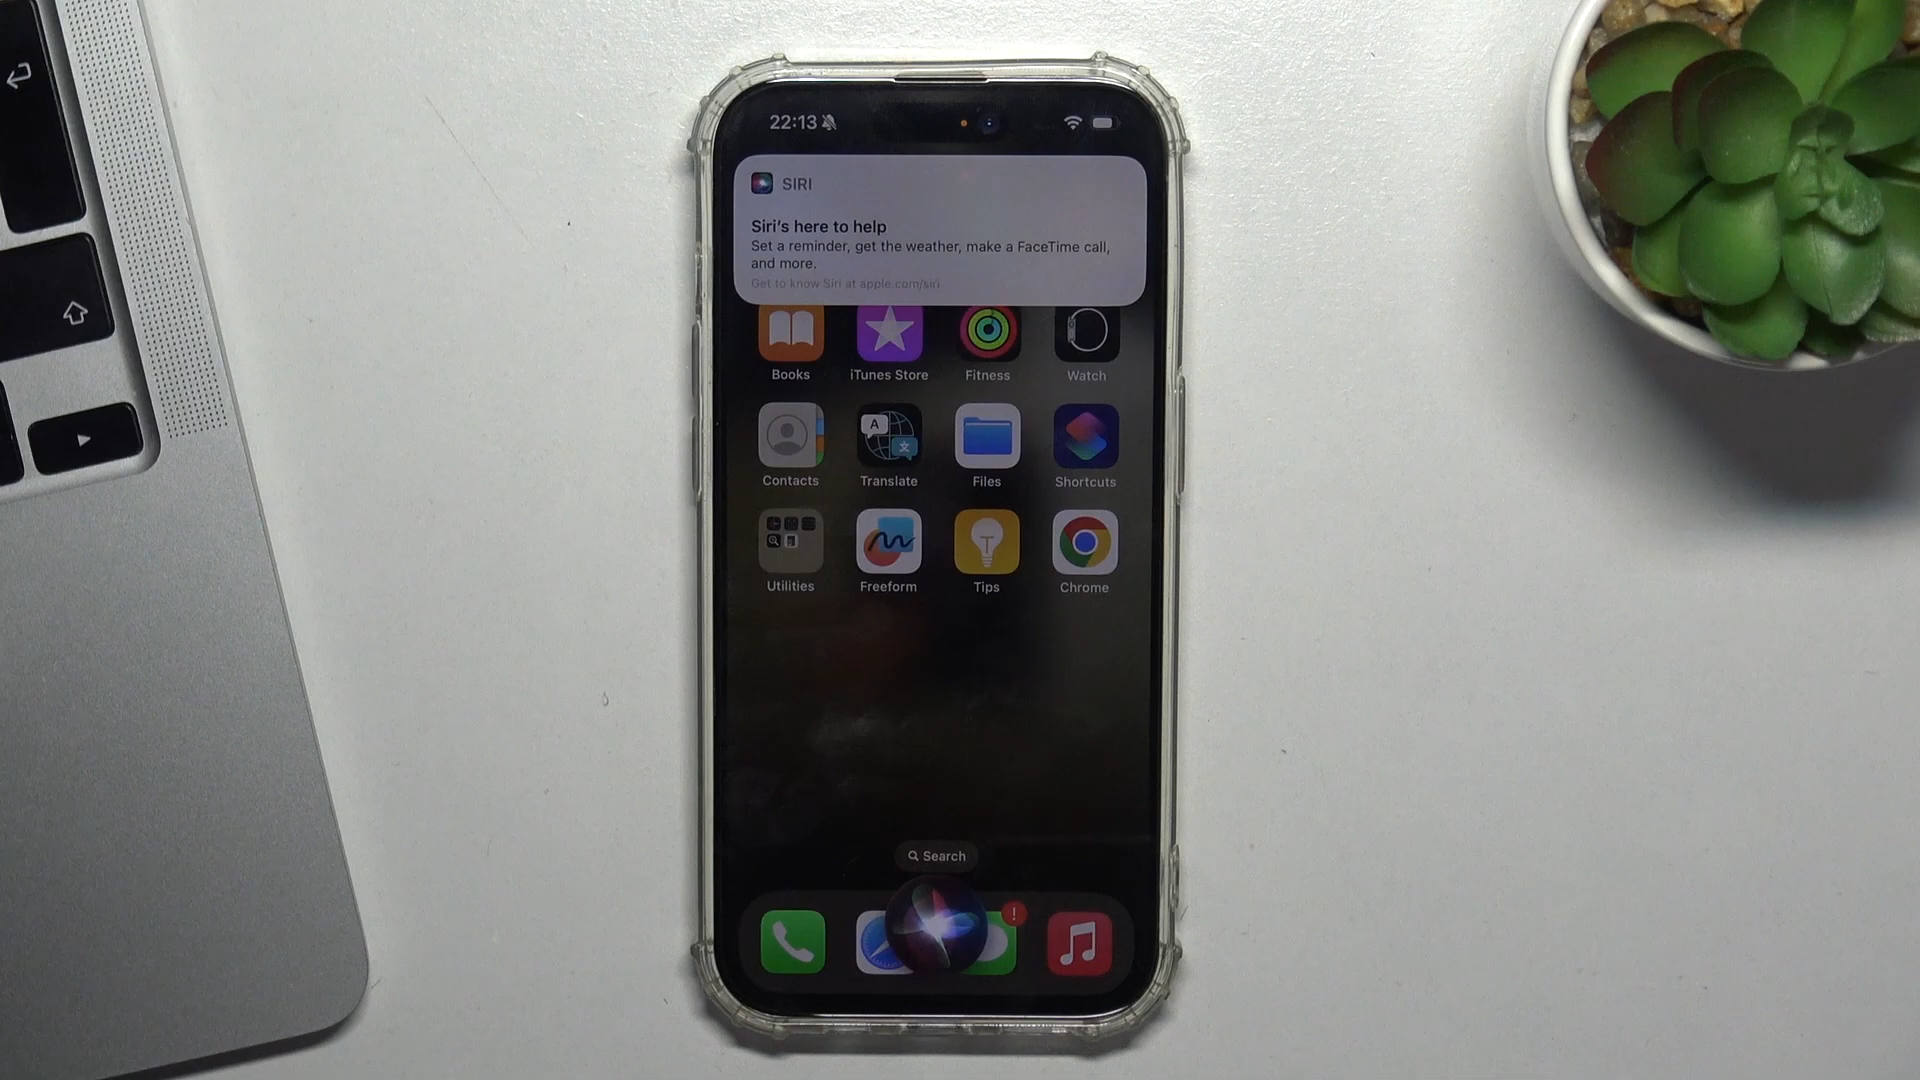 22:13
SIRI
Siri's here to help
Set a reminder, get the weather, make a FaceTime call,
and more.
Get to know Siri at apple.com/siri
Books iTunes Store Fitness Watch
A 文
Contacts Translate Files Shortcuts
Utilities Freeform Tips Chrome
Search
!